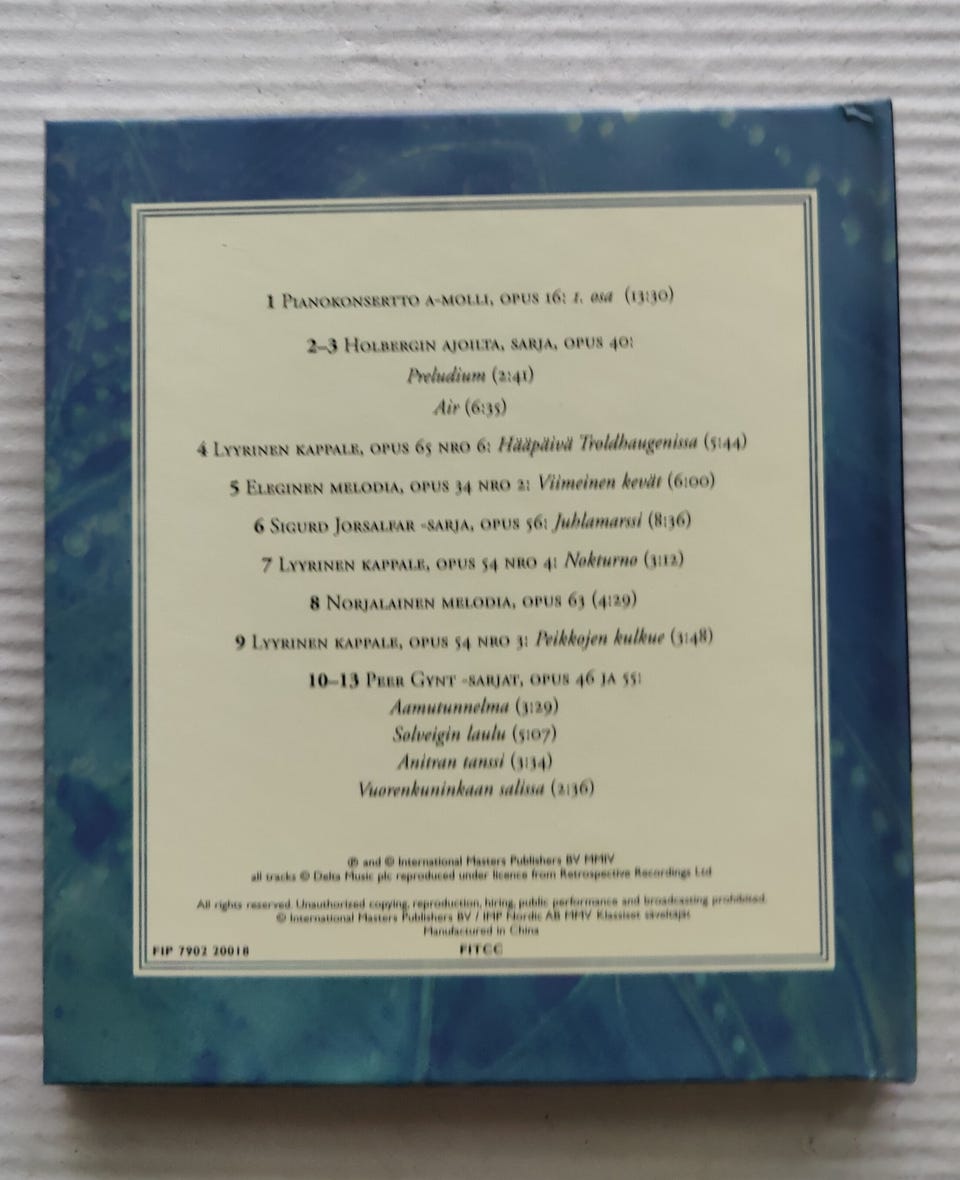 1 Pianokonsertto a-molli, opus 16: 1. osa (13:30)
2–3 Holbergin ajoilta, sarja, opus 40:
Preludium (2:41)
Air (6:35)
4 Lyyrinen kappale, opus 65 nro 6: Hääpäivä Troldhaugenissa (5:44)
5 Eleginen melodia, opus 34 nro 2: Viimeinen kevät (6:00)
6 Sigurd Jorsalfar -sarja, opus 56: Juhlamarssi (8:36)
7 Lyyrinen kappale, opus 54 nro 4: Nokturno (3:12)
8 Norjalainen melodia, opus 63 (4:29)
9 Lyyrinen kappale, opus 54 nro 3: Peikkojen kulkue (3:48)
10–13 Peer Gynt -sarjat, opus 46 ja 55:
Aamutunnelma (3:29)
Solveigin laulu (5:07)
Anitran tanssi (3:34)
Vuorenkuninkaan salissa (2:36)
℗ and © International Masters Publishers BV MMIV
all tracks © Delta Music plc reproduced under licence from Retrospective Recordings Ltd
All rights reserved. Unauthorized copying, reproduction, hiring, public performance and broadcasting prohibited.
© International Masters Publishers BV / IMP Nordic AB MMV Klassiset säveltäjät
Manufactured in China
FIP 7902 20018 FITCC